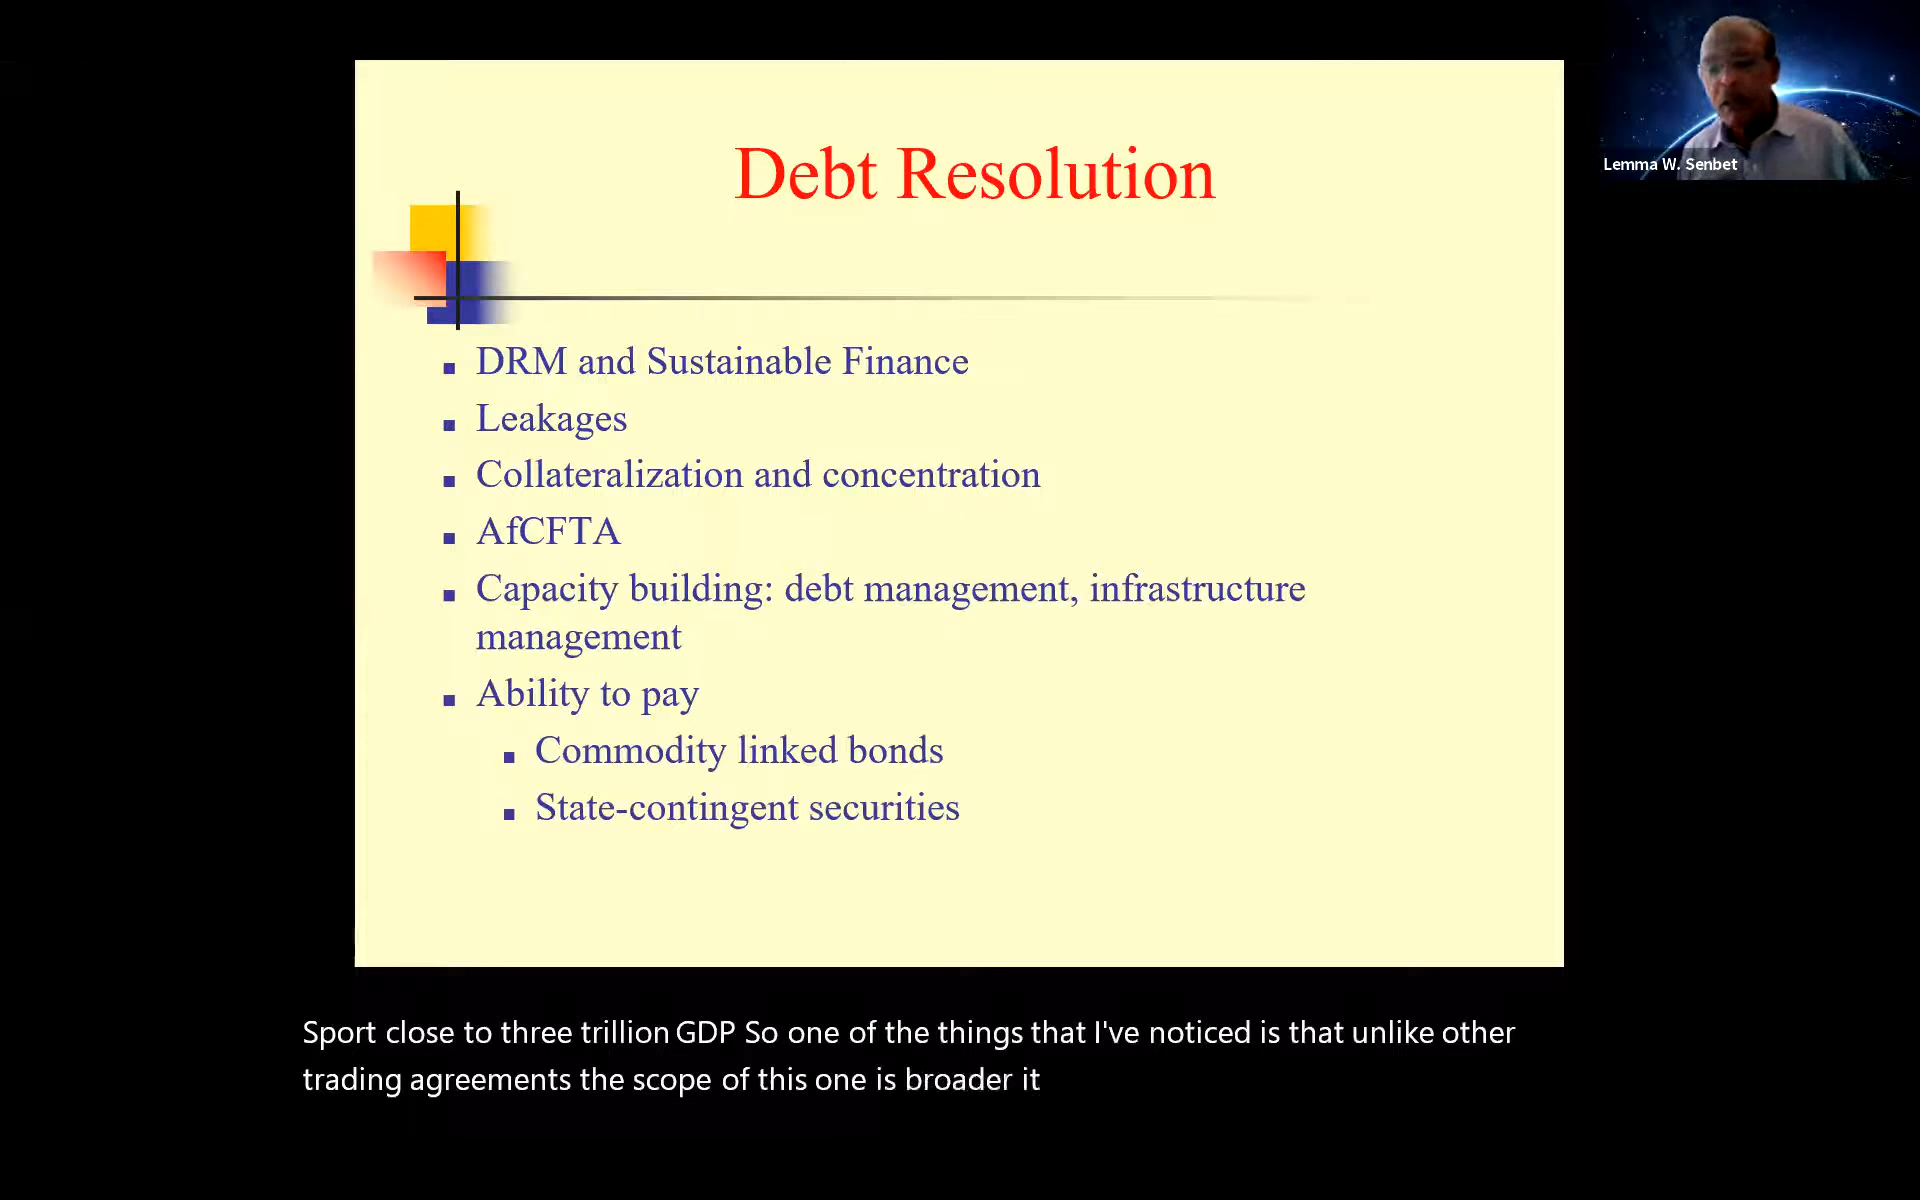 Debt Resolution
Lemma W. Senbet
DRM and Sustainable Finance
Leakages
Collateralization and concentration
AfCFTA
Capacity building: debt management, infrastructure
management
Ability to pay
Commodity linked bonds
State-contingent securities
Sport close to three trillion GDP So one of the things that I've noticed is that unlike other
trading agreements the scope of this one is broader it